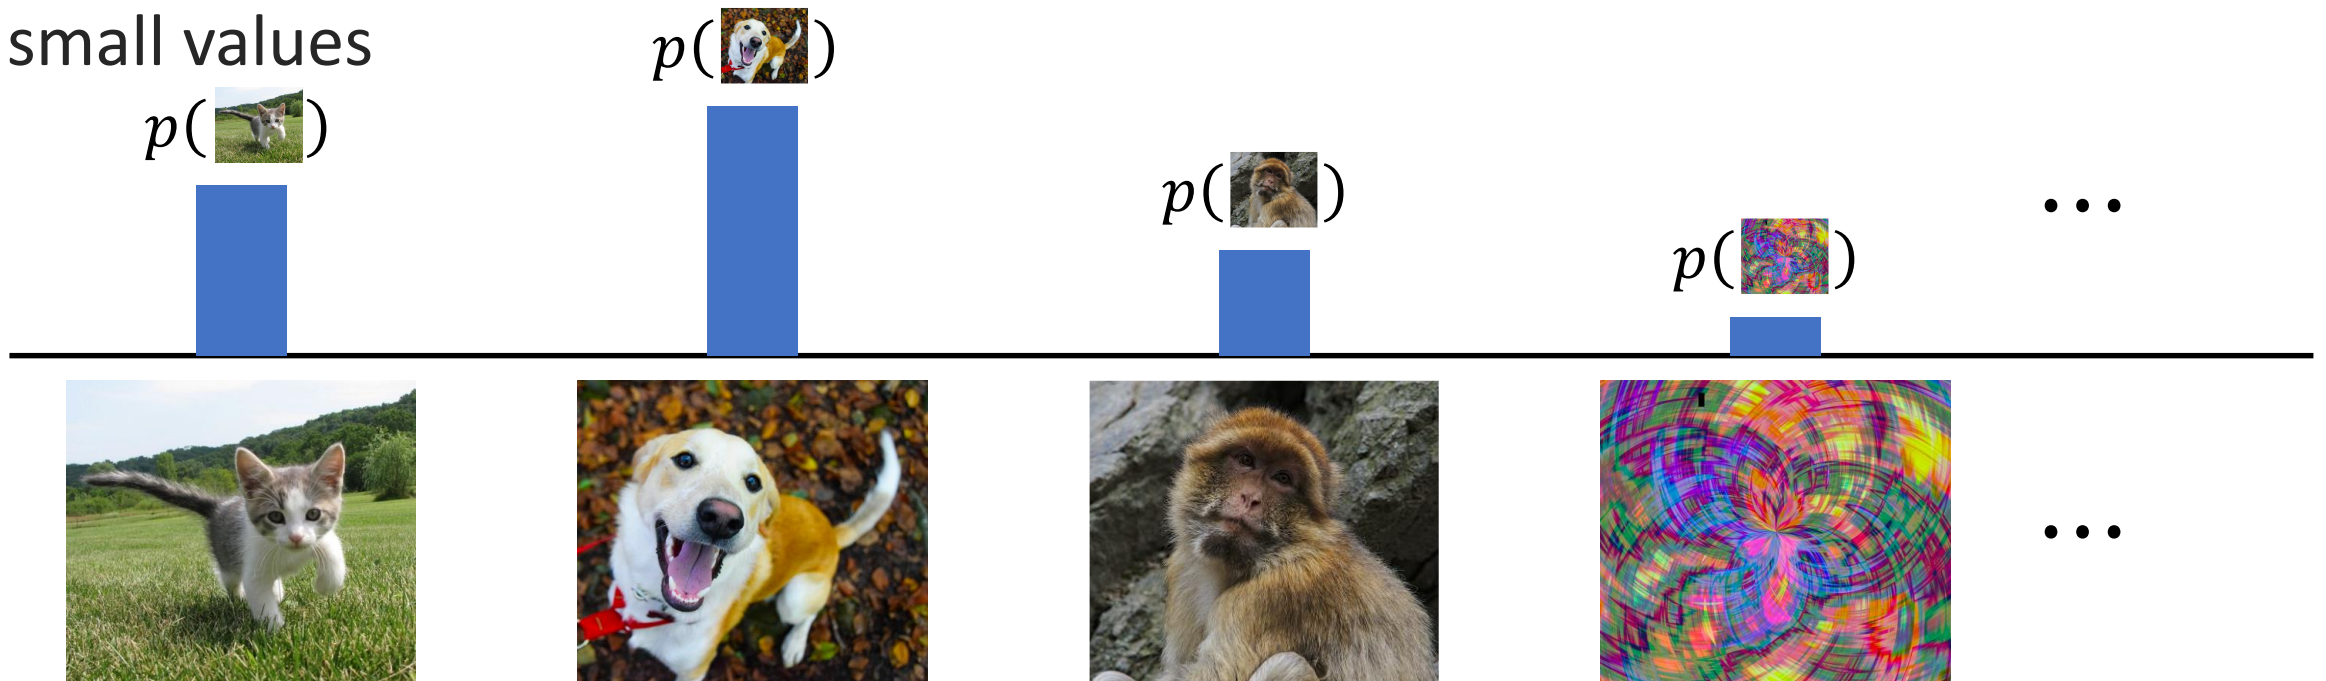 small values
p( )
p( )
p( )
p( )
...
...